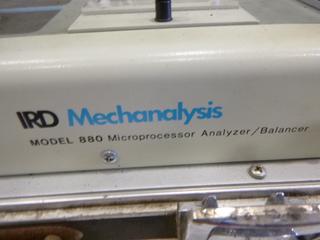 IRD Mechanalysis
MODEL 880 Microprocessor Analyzer/Balancer